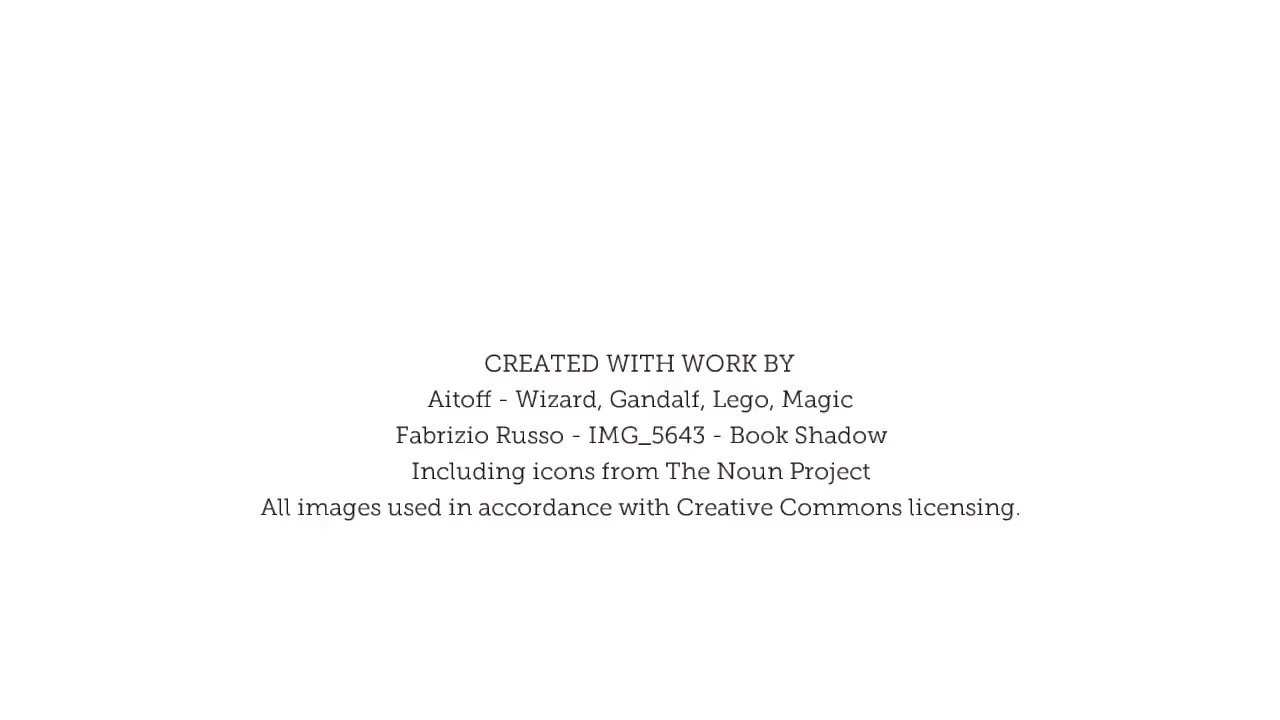 CREATED WITH WORK BY
Aitoff - Wizard, Gandalf, Lego, Magic
Fabrizio Russo - IMG_5643 - Book Shadow
Including icons from The Noun Project
All images used in accordance with Creative Commons licensing.